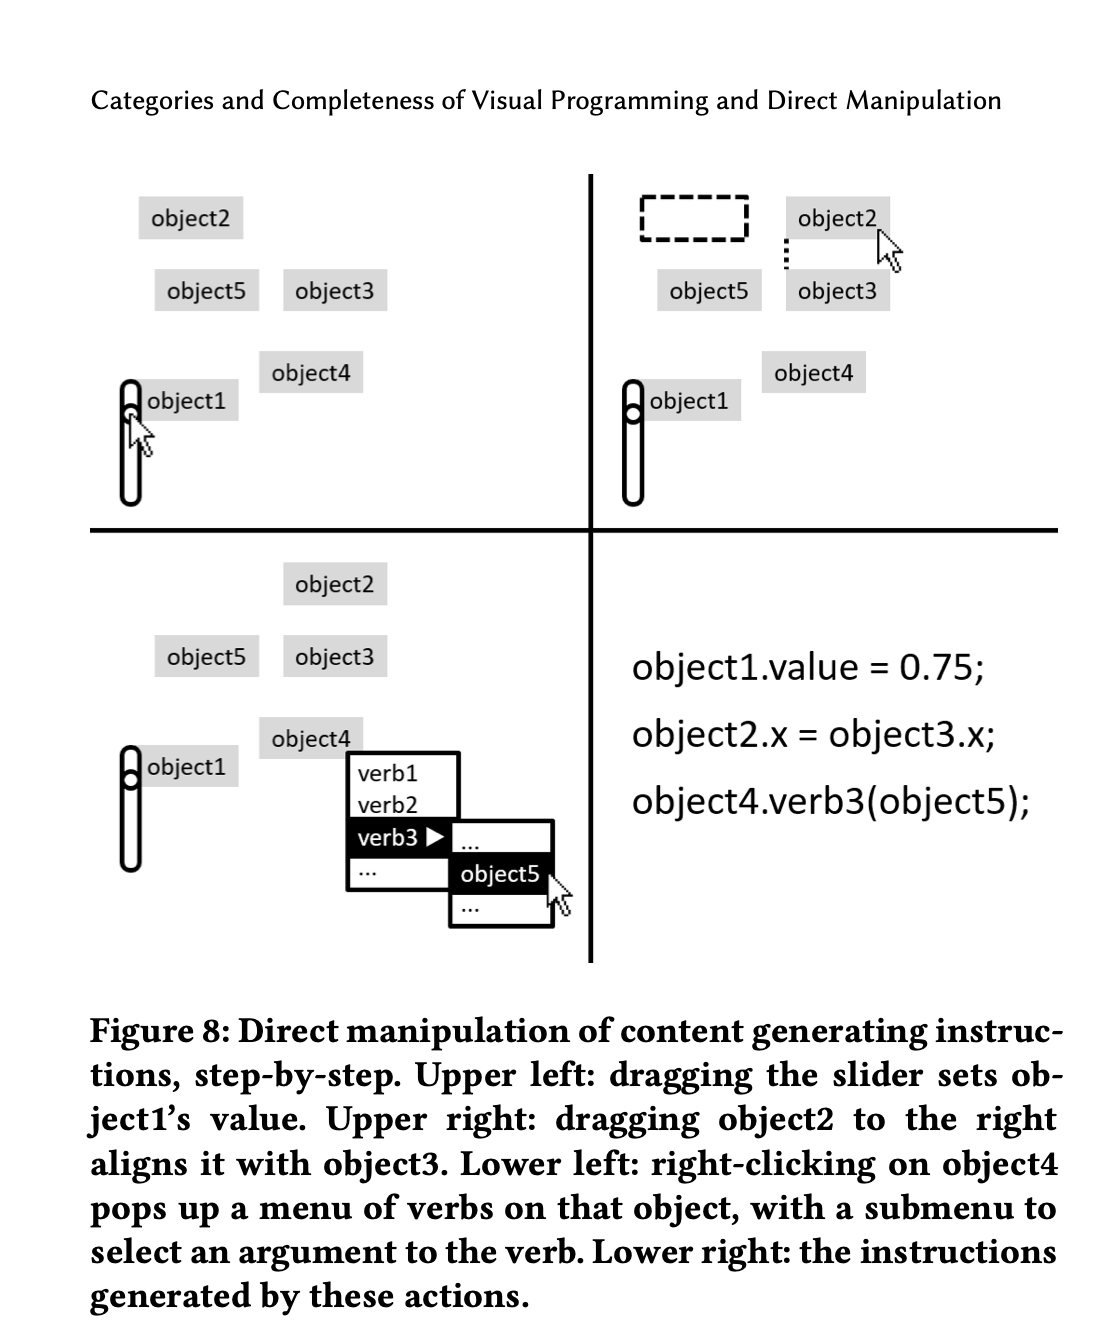 Categories and Completeness of Visual Programming and Direct Manipulation
object2
object5 object3
object4
object1
object2
object5 object3
object4
object1
object2
object5 object3
object4
object1
verb1
verb2
verb3 ▶ ...
... object5
...
object1.value = 0.75;
object2.x = object3.x;
object4.verb3(object5);
Figure 8: Direct manipulation of content generating instruc-
tions, step-by-step. Upper left: dragging the slider sets ob-
ject1’s value. Upper right: dragging object2 to the right
aligns it with object3. Lower left: right-clicking on object4
pops up a menu of verbs on that object, with a submenu to
select an argument to the verb. Lower right: the instructions
generated by these actions.